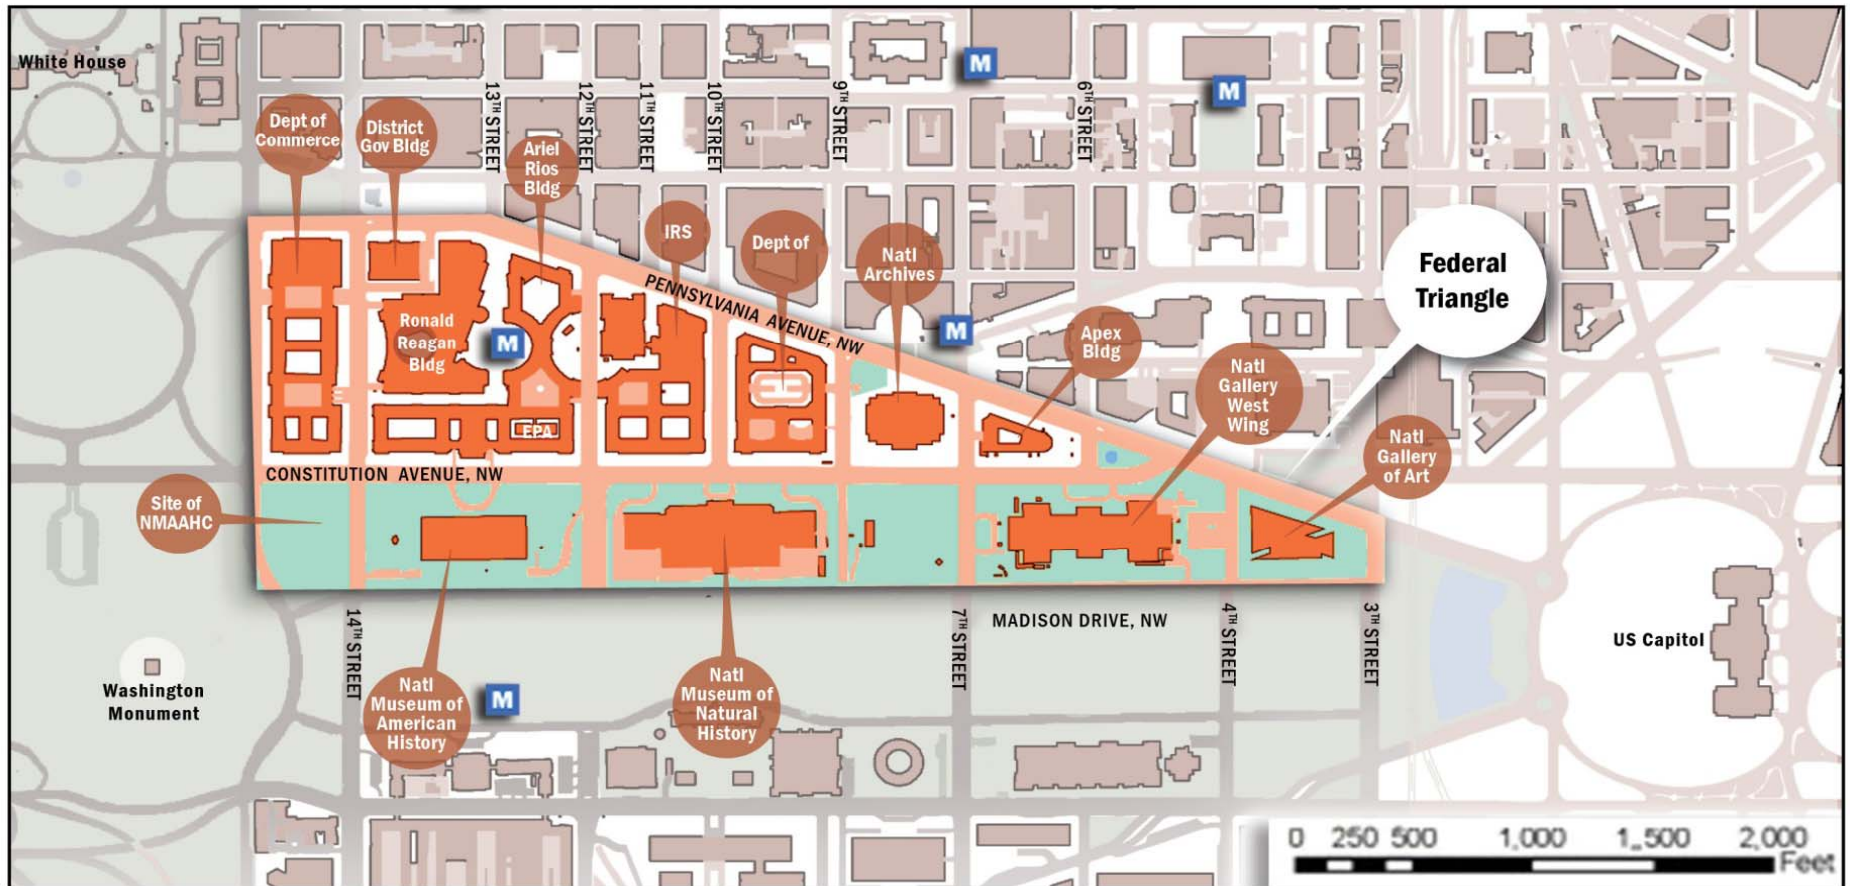 White House
M
M
13TH STREET
12TH STREET
11TH STREET
10TH STREET
9TH STREET
6TH STREET
Dept of
Commerce
District
Gov Bldg
Ariel
Rios
Bldg
IRS
Dept of
Natl
Archives
Federal
Triangle
PENNSYLVANIA AVENUE, NW
Ronald
Reagan
Bldg
M
M
Apex
Bldg
Natl
Gallery
West
Wing
EPA
Natl
Gallery
of Art
CONSTITUTION AVENUE, NW
Site of
NMAAHC
14TH STREET
7TH STREET
MADISON DRIVE, NW
4TH STREET
3TH STREET
US Capitol
Washington
Monument
Natl
Museum of
American
History
M
Natl
Museum of
Natural
History
0 250 500 1,000 1,500 2,000
Feet